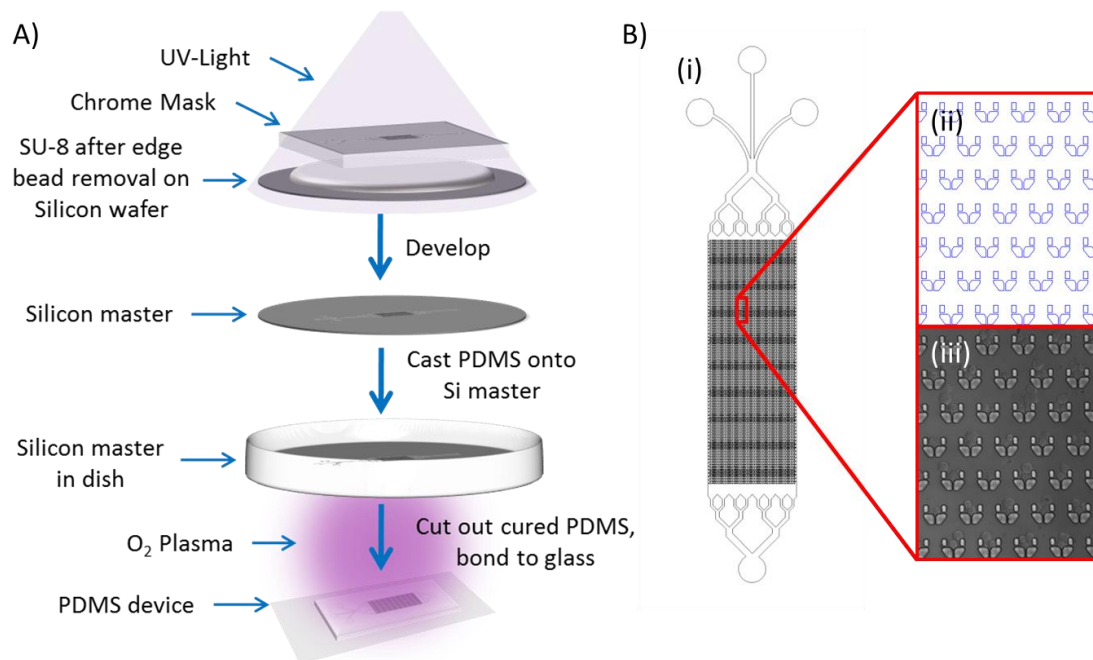 A)
UV-Light
Chrome Mask
SU-8 after edge
bead removal on
Silicon wafer
Develop
Silicon master
Cast PDMS onto
Si master
Silicon master
in dish
O₂ Plasma
Cut out cured PDMS,
bond to glass
PDMS device
B)
(i)
(ii)
(iii)